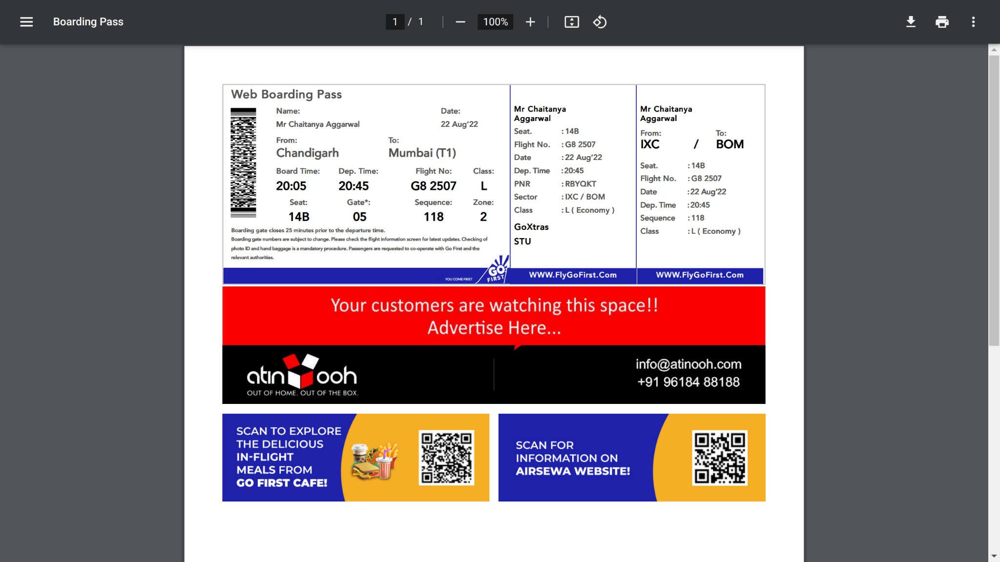 Boarding Pass
1 / 1
100%
Web Boarding Pass
Name:
Date:
Mr Chaitanya Aggarwal
22 Aug'22
From:
To:
Chandigarh
Mumbai (T1)
Board Time:
Dep. Time:
Flight No:
Class:
20:05
20:45
G8 2507
L
Seat:
Gate*:
Sequence:
Zone:
14B
05
118
2
Boarding gate closes 25 minutes prior to the departure time.
Boarding gate numbers are subject to change. Please check the flight information screen for latest updates. Checking of
photo ID and hand baggage is a mandatory procedure. Passengers are requested to co-operate with Go First and the
relevant authorities.
YOU COME FIRST
GO
FIRST
Mr Chaitanya
Aggarwal
Seat. : 14B
Flight No. : G8 2507
Date : 22 Aug'22
Dep. Time : 20:45
PNR : RBYQKT
Sector : IXC / BOM
Class : L ( Economy )
GoXtras
STU
WWW.FlyGoFirst.Com
Mr Chaitanya
Aggarwal
From:
To:
IXC / BOM
Seat. : 14B
Flight No. : G8 2507
Date : 22 Aug'22
Dep. Time : 20:45
Sequence : 118
Class : L ( Economy )
WWW.FlyGoFirst.Com
Your customers are watching this space!!
Advertise Here...
atin ooh
OUT OF HOME. OUT OF THE BOX.
info@atinooh.com
+91 96184 88188
SCAN TO EXPLORE
THE DELICIOUS
IN-FLIGHT
MEALS FROM
GO FIRST CAFE!
SCAN FOR
INFORMATION ON
AIRSEWA WEBSITE!